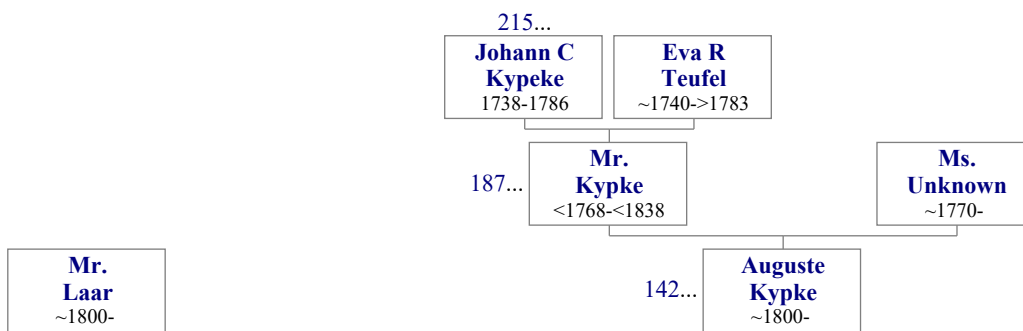 215...
Johann C
Kypeke
1738-1786
Eva R
Teufel
~1740->1783
187...
Mr.
Kypke
<1768-<1838
Ms.
Unknown
~1770-
Mr.
Laar
~1800-
142...
Auguste
Kypke
~1800-